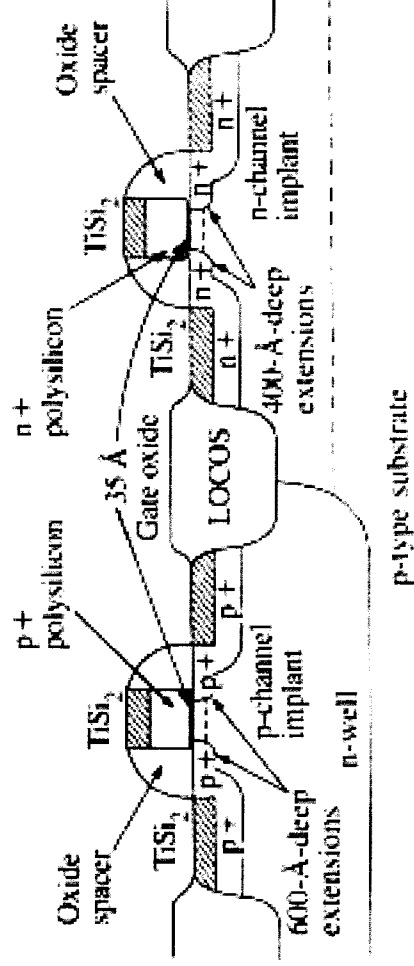 Oxide
spacer
TiSi2
p+
polysilicon
35 Å
Gate oxide
n+
polysilicon
TiSi2
Oxide
spacer
TiSi2
TiSi2
p+
p+
p+
p+
LOCOS
n+
n+
n+
n+
600-Å-deep
extensions
p-channel
implant
400-Å-deep
extensions
n-channel
implant
n-well
p-type substrate